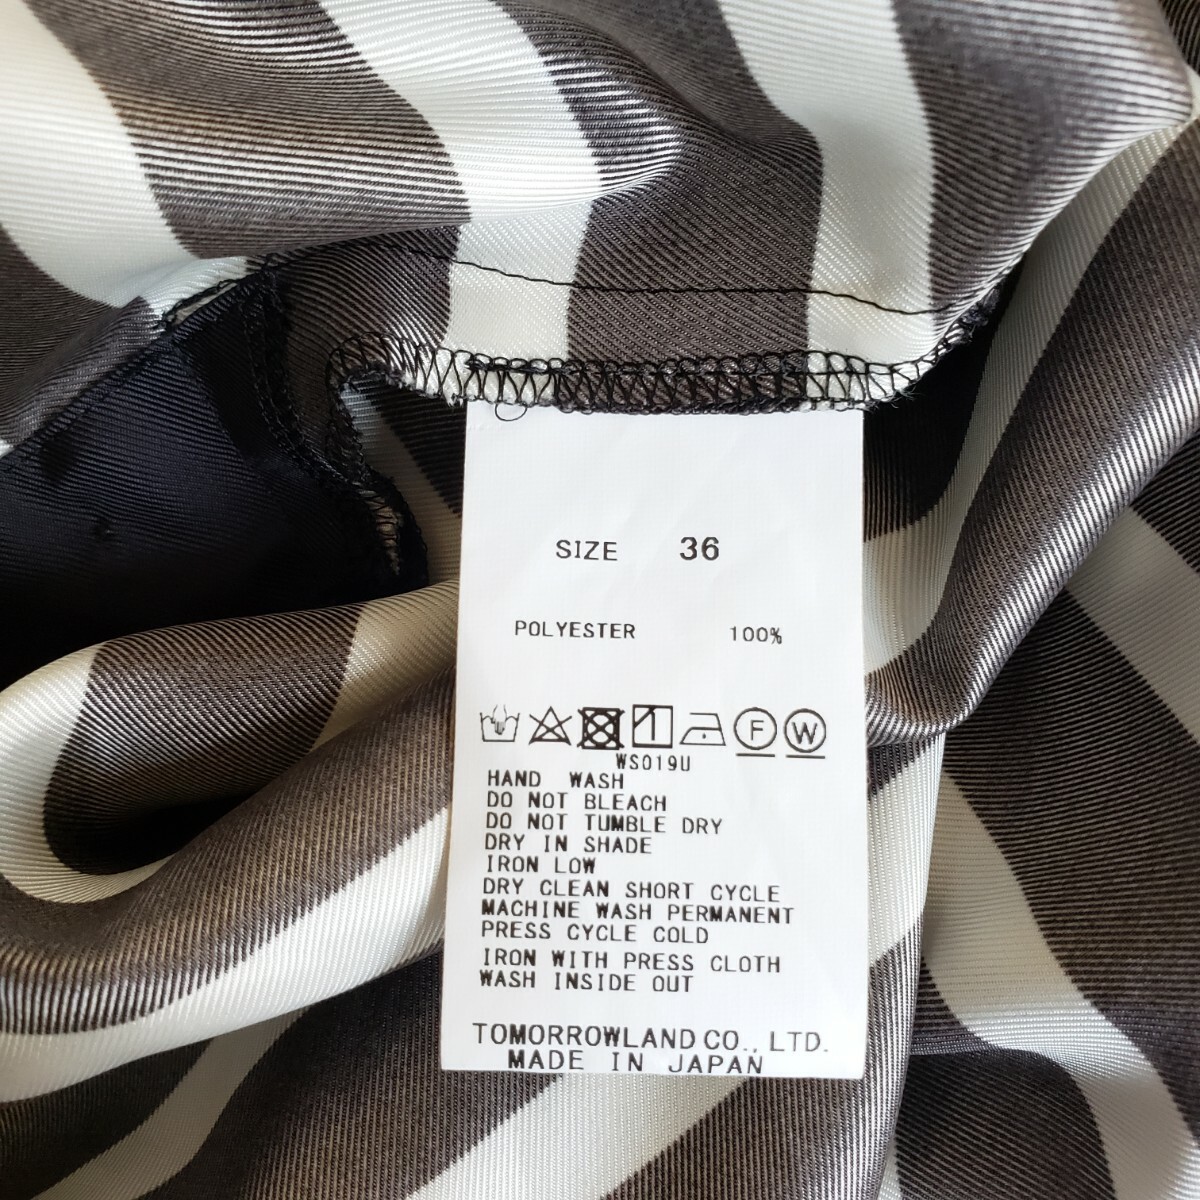 SIZE 36
POLYESTER 100%
F W
WS019U
HAND WASH
DO NOT BLEACH
DO NOT TUMBLE DRY
DRY IN SHADE
IRON LOW
DRY CLEAN SHORT CYCLE
MACHINE WASH PERMANENT
PRESS CYCLE COLD
IRON WITH PRESS CLOTH
WASH INSIDE OUT
TOMORROWLAND CO., LTD.
MADE IN JAPAN